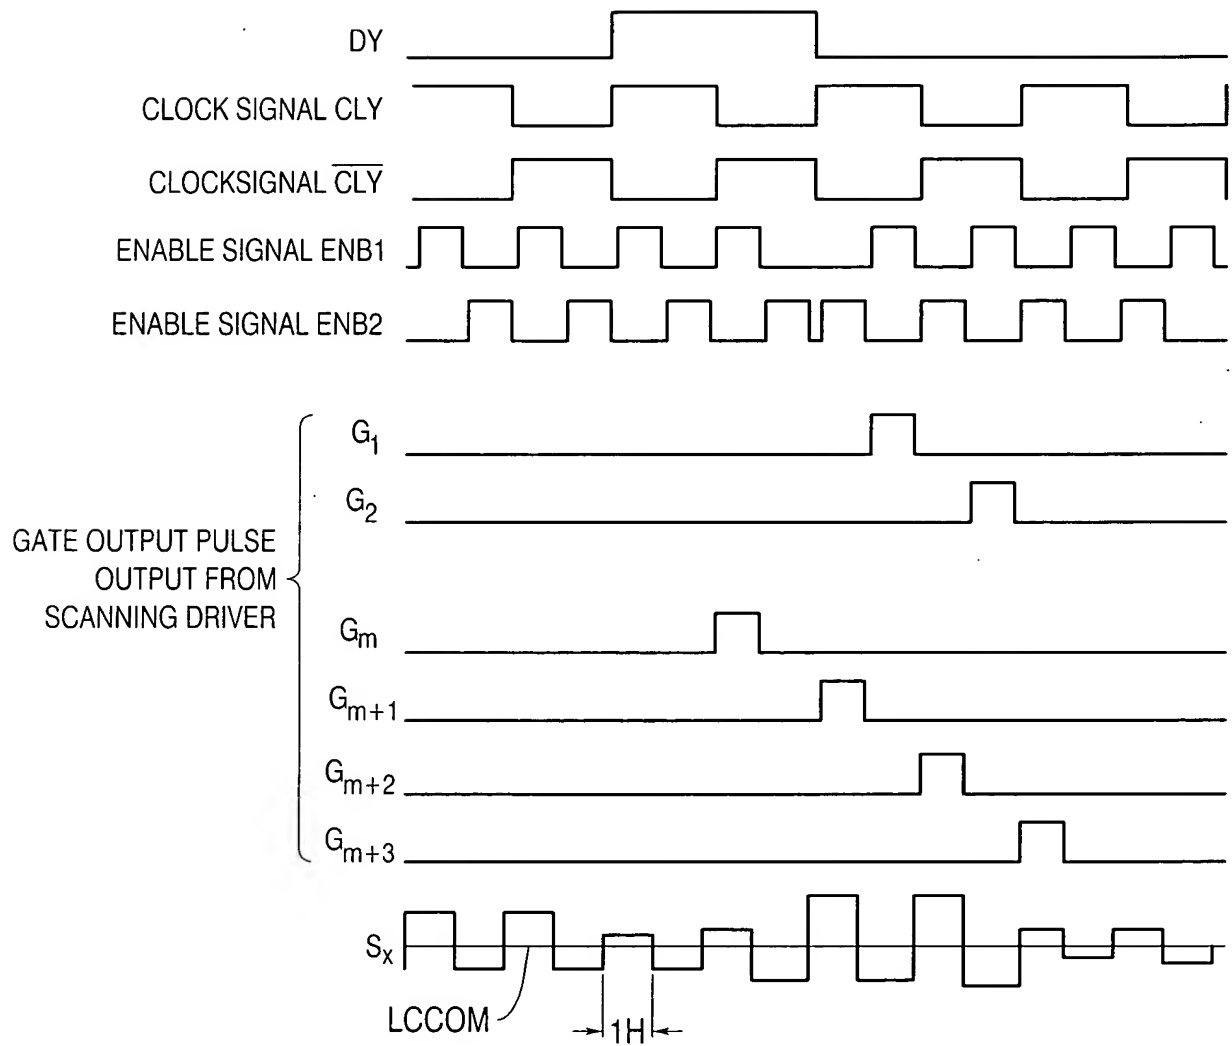 DY
CLOCK SIGNAL CLY
CLOCKSIGNAL C̅L̅Y̅
ENABLE SIGNAL ENB1
ENABLE SIGNAL ENB2
G1
G2
GATE OUTPUT PULSE
OUTPUT FROM
SCANNING DRIVER
Gm
Gm+1
Gm+2
Gm+3
Sx
LCCOM
1H